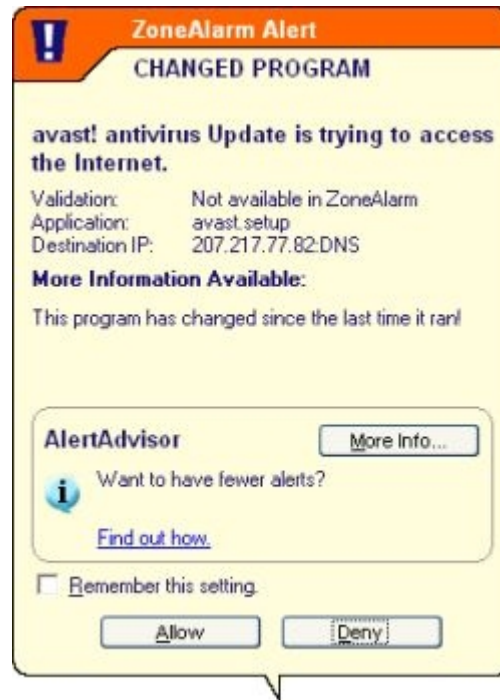 ZoneAlarm Alert
CHANGED PROGRAM
avast! antivirus Update is trying to access
the Internet.
Validation: Not available in ZoneAlarm
Application: avast.setup
Destination IP: 207.217.77.82:DNS
More Information Available:
This program has changed since the last time it ran!
AlertAdvisor More Info...
Want to have fewer alerts?
Find out how.
Remember this setting.
Allow Deny